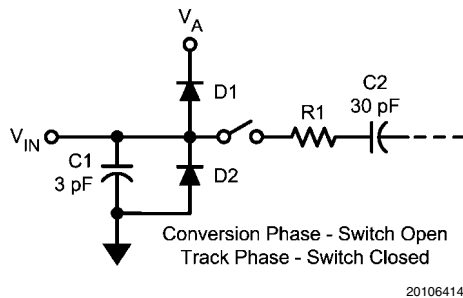 VA
D1
C2
30 pF
R1
VIN
C1
3 pF
D2
Conversion Phase - Switch Open
Track Phase - Switch Closed
20106414